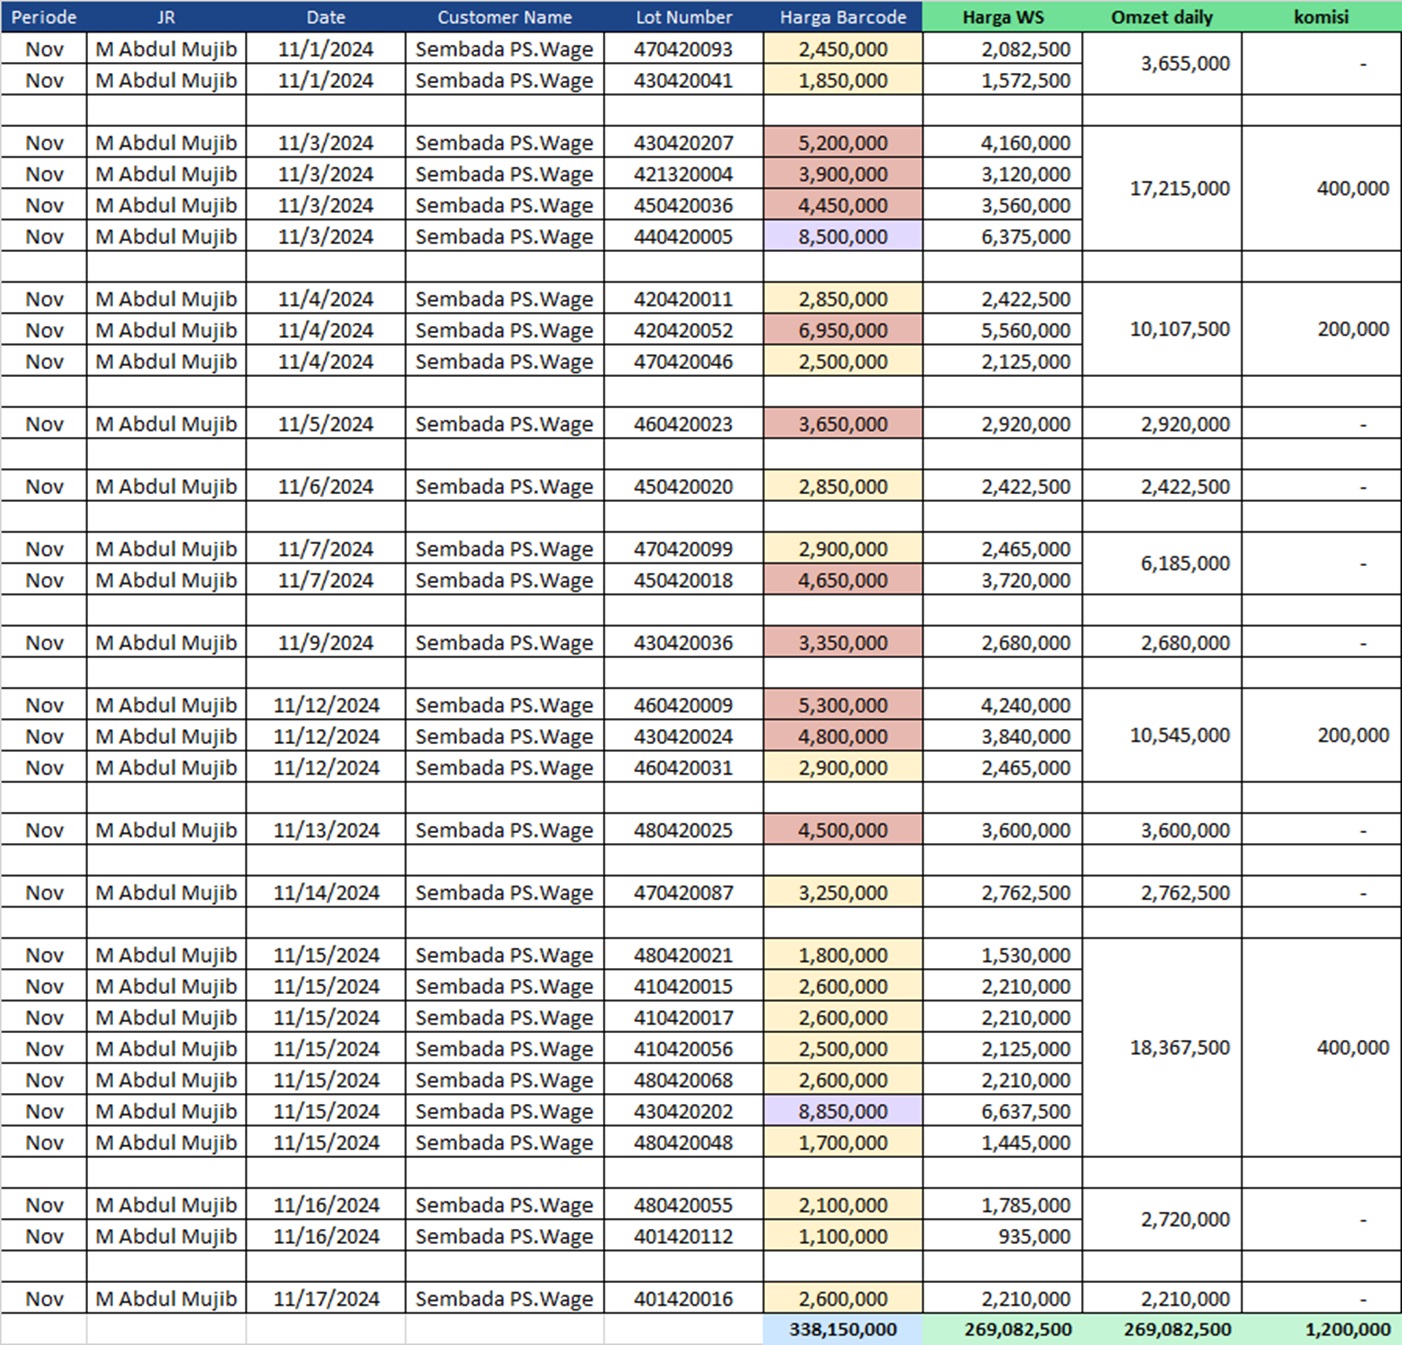 Periode JR Date Customer Name Lot Number Harga Barcode Harga WS Omzet daily komisi
Nov M Abdul Mujib 11/1/2024 Sembada PS.Wage 470420093 2,450,000 2,082,500 3,655,000 -
Nov M Abdul Mujib 11/1/2024 Sembada PS.Wage 430420041 1,850,000 1,572,500
Nov M Abdul Mujib 11/3/2024 Sembada PS.Wage 430420207 5,200,000 4,160,000 17,215,000 400,000
Nov M Abdul Mujib 11/3/2024 Sembada PS.Wage 421320004 3,900,000 3,120,000
Nov M Abdul Mujib 11/3/2024 Sembada PS.Wage 450420036 4,450,000 3,560,000
Nov M Abdul Mujib 11/3/2024 Sembada PS.Wage 440420005 8,500,000 6,375,000
Nov M Abdul Mujib 11/4/2024 Sembada PS.Wage 420420011 2,850,000 2,422,500 10,107,500 200,000
Nov M Abdul Mujib 11/4/2024 Sembada PS.Wage 420420052 6,950,000 5,560,000
Nov M Abdul Mujib 11/4/2024 Sembada PS.Wage 470420046 2,500,000 2,125,000
Nov M Abdul Mujib 11/5/2024 Sembada PS.Wage 460420023 3,650,000 2,920,000 2,920,000 -
Nov M Abdul Mujib 11/6/2024 Sembada PS.Wage 450420020 2,850,000 2,422,500 2,422,500 -
Nov M Abdul Mujib 11/7/2024 Sembada PS.Wage 470420099 2,900,000 2,465,000 6,185,000 -
Nov M Abdul Mujib 11/7/2024 Sembada PS.Wage 450420018 4,650,000 3,720,000
Nov M Abdul Mujib 11/9/2024 Sembada PS.Wage 430420036 3,350,000 2,680,000 2,680,000 -
Nov M Abdul Mujib 11/12/2024 Sembada PS.Wage 460420009 5,300,000 4,240,000 10,545,000 200,000
Nov M Abdul Mujib 11/12/2024 Sembada PS.Wage 430420024 4,800,000 3,840,000
Nov M Abdul Mujib 11/12/2024 Sembada PS.Wage 460420031 2,900,000 2,465,000
Nov M Abdul Mujib 11/13/2024 Sembada PS.Wage 480420025 4,500,000 3,600,000 3,600,000 -
Nov M Abdul Mujib 11/14/2024 Sembada PS.Wage 470420087 3,250,000 2,762,500 2,762,500 -
Nov M Abdul Mujib 11/15/2024 Sembada PS.Wage 480420021 1,800,000 1,530,000 18,367,500 400,000
Nov M Abdul Mujib 11/15/2024 Sembada PS.Wage 410420015 2,600,000 2,210,000
Nov M Abdul Mujib 11/15/2024 Sembada PS.Wage 410420017 2,600,000 2,210,000
Nov M Abdul Mujib 11/15/2024 Sembada PS.Wage 410420056 2,500,000 2,125,000
Nov M Abdul Mujib 11/15/2024 Sembada PS.Wage 480420068 2,600,000 2,210,000
Nov M Abdul Mujib 11/15/2024 Sembada PS.Wage 430420202 8,850,000 6,637,500
Nov M Abdul Mujib 11/15/2024 Sembada PS.Wage 480420048 1,700,000 1,445,000
Nov M Abdul Mujib 11/16/2024 Sembada PS.Wage 480420055 2,100,000 1,785,000 2,720,000 -
Nov M Abdul Mujib 11/16/2024 Sembada PS.Wage 401420112 1,100,000 935,000
Nov M Abdul Mujib 11/17/2024 Sembada PS.Wage 401420016 2,600,000 2,210,000 2,210,000 -
338,150,000 269,082,500 269,082,500 1,200,000